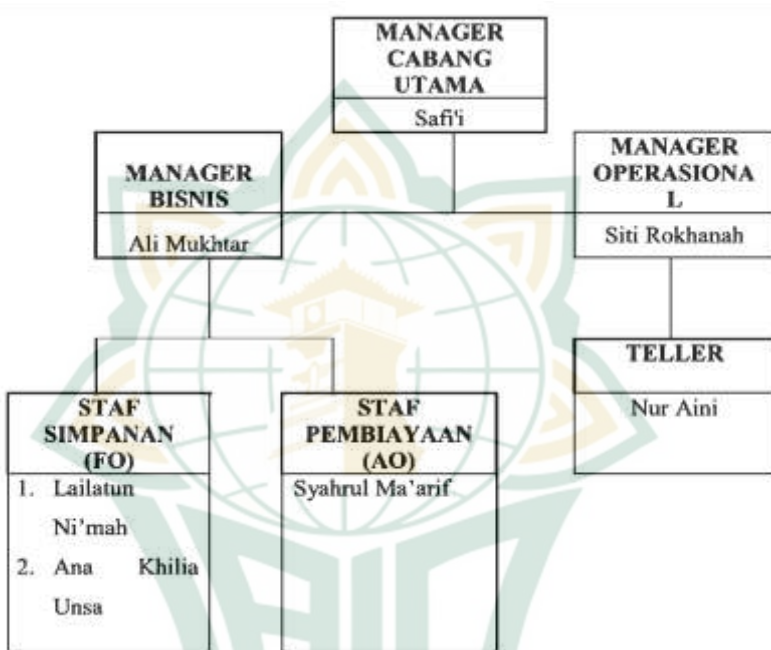 MANAGER
CABANG
UTAMA
Safi'i
MANAGER
BISNIS
Ali Mukhtar
MANAGER
OPERASIONA
L
Siti Rokhanah
TELLER
Nur Aini
STAF
SIMPANAN
(FO)
1. Lailatun
Ni'mah
2. Ana Khilia
Unsa
STAF
PEMBIAYAAN
(AO)
Syahrul Ma'arif